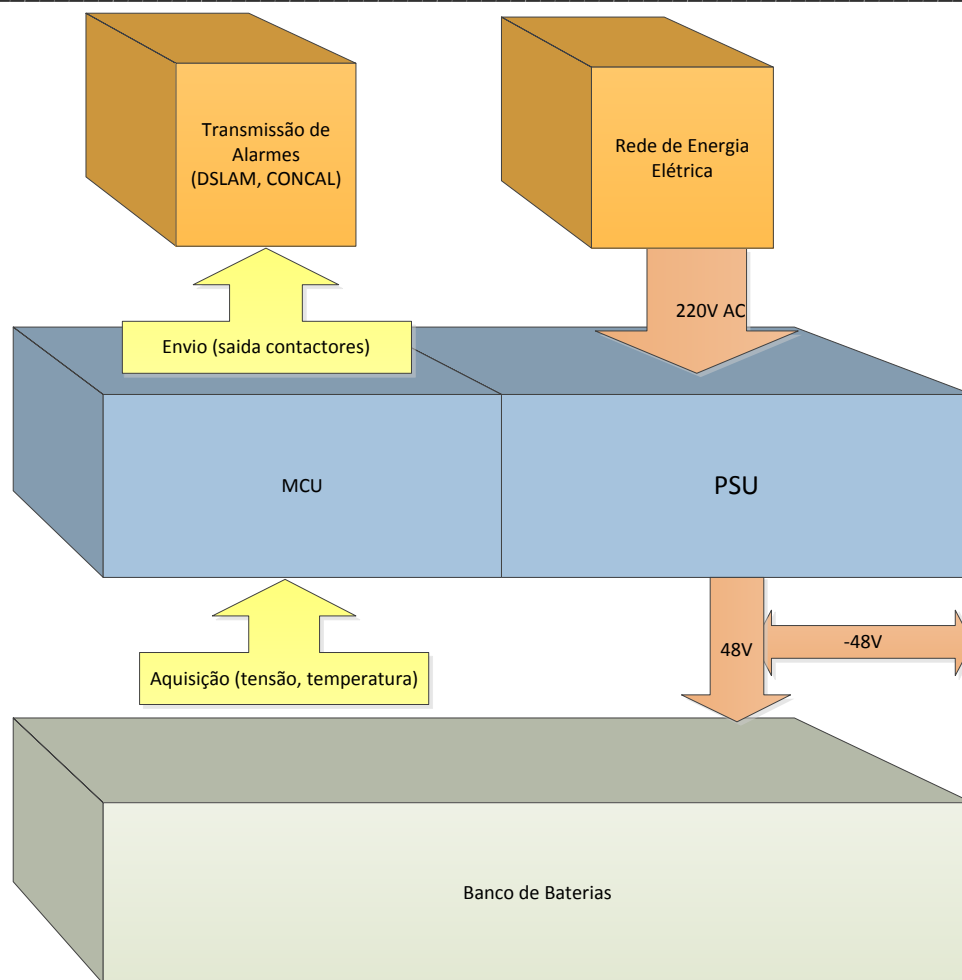 Transmissão de
Alarmes
(DSLAM, CONCAL)
Rede de Energia
Elétrica
220V AC
Envio (saida contactores)
MCU
PSU
Aquisição (tensão, temperatura)
48V
-48V
Banco de Baterias